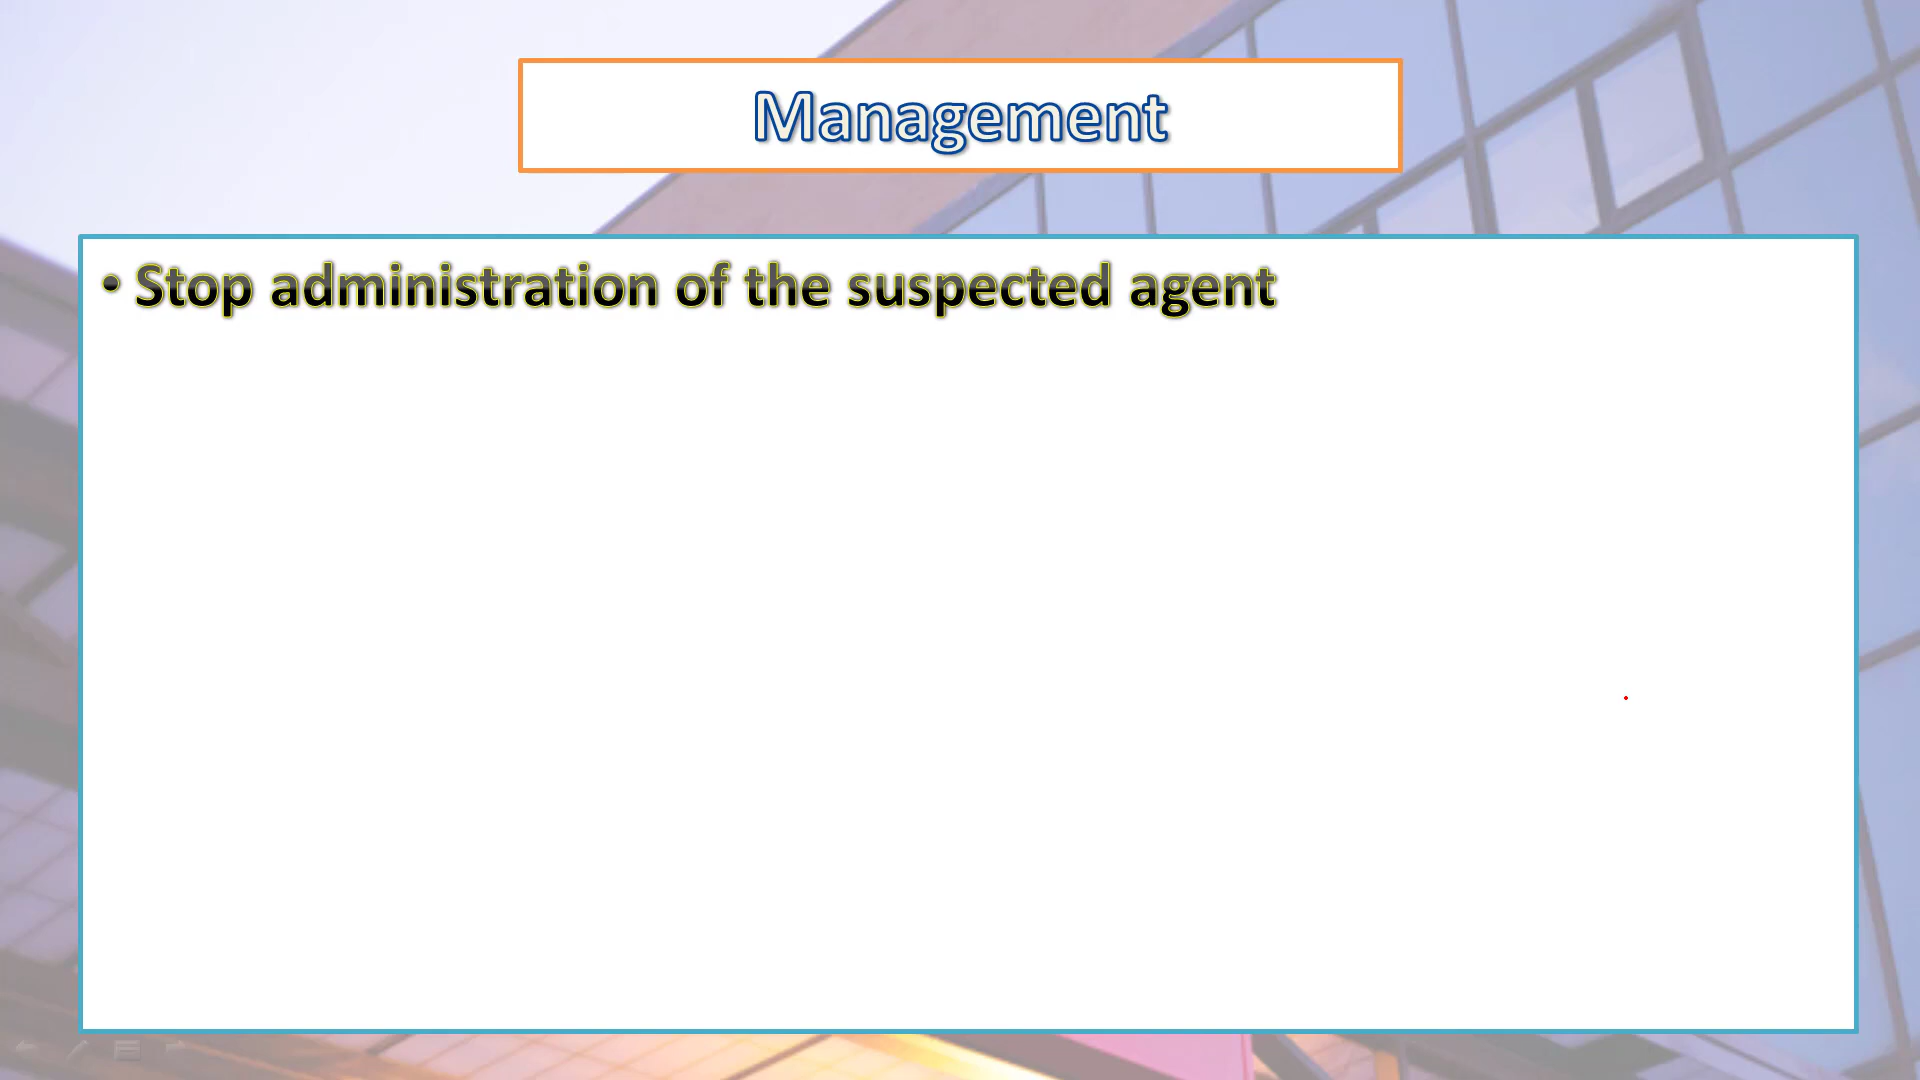 Management
• Stop administration of the suspected agent